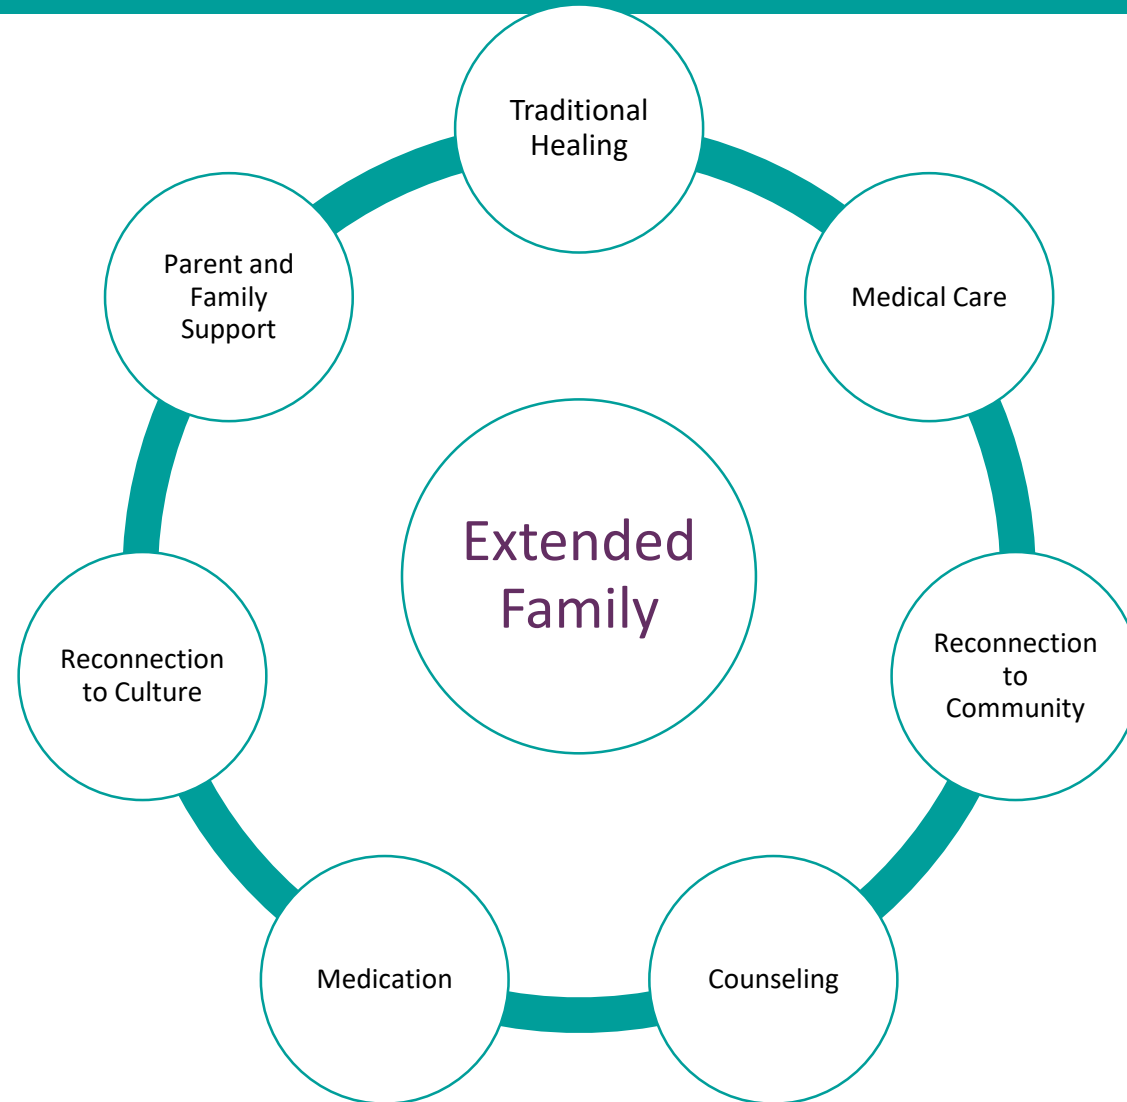 Traditional
Healing
Medical Care
Reconnection
to
Community
Counseling
Medication
Reconnection
to Culture
Parent and
Family
Support
Extended
Family